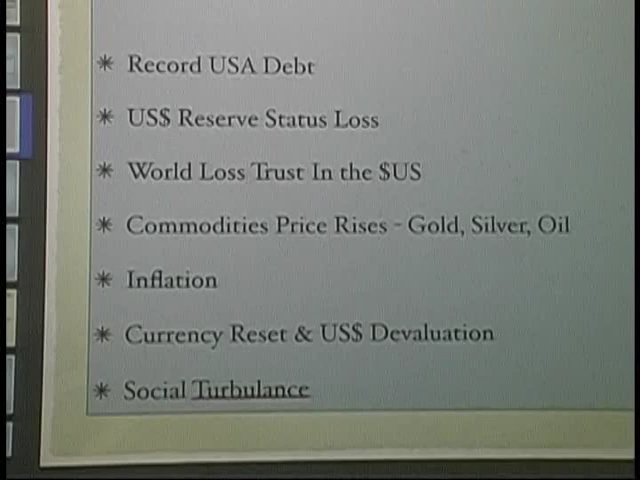 * Record USA Debt
* US$ Reserve Status Loss
* World Loss Trust In the $US
* Commodities Price Rises - Gold, Silver, Oil
* Inflation
* Currency Reset & US$ Devaluation
* Social Turbulance